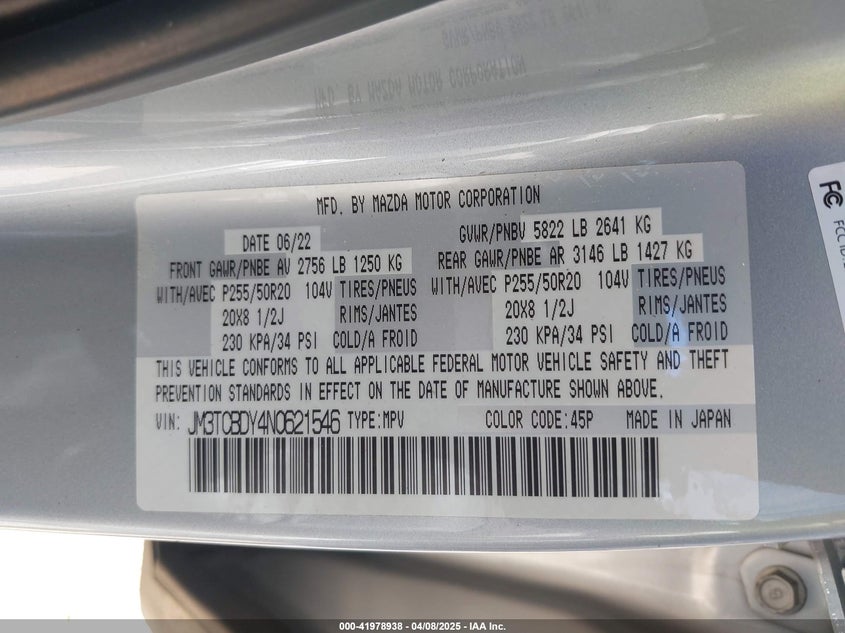 MFD. BY MAZDA MOTOR CORPORATION
DATE 06/22 GVWR/PNBV 5822 LB 2641 KG
FRONT GAWR/PNBE AV 2756 LB 1250 KG REAR GAWR/PNBE AR 3146 LB 1427 KG
WITH/AVEC P255/50R20 104V TIRES/PNEUS WITH/AVEC P255/50R20 104V TIRES/PNEUS
20X8 1/2J RIMS/JANTES 20X8 1/2J RIMS/JANTES
230 KPA/34 PSI COLD/A FROID 230 KPA/34 PSI COLD/A FROID
THIS VEHICLE CONFORMS TO ALL APPLICABLE FEDERAL MOTOR VEHICLE SAFETY AND THEFT
PREVENTION STANDARDS IN EFFECT ON THE DATE OF MANUFACTURE SHOWN ABOVE.
VIN: JM3TCBDY4N0621546 TYPE:MPV COLOR CODE:45P MADE IN JAPAN
FC
FCC ID:
000-41978938 - 04/08/2025 - IAA Inc.